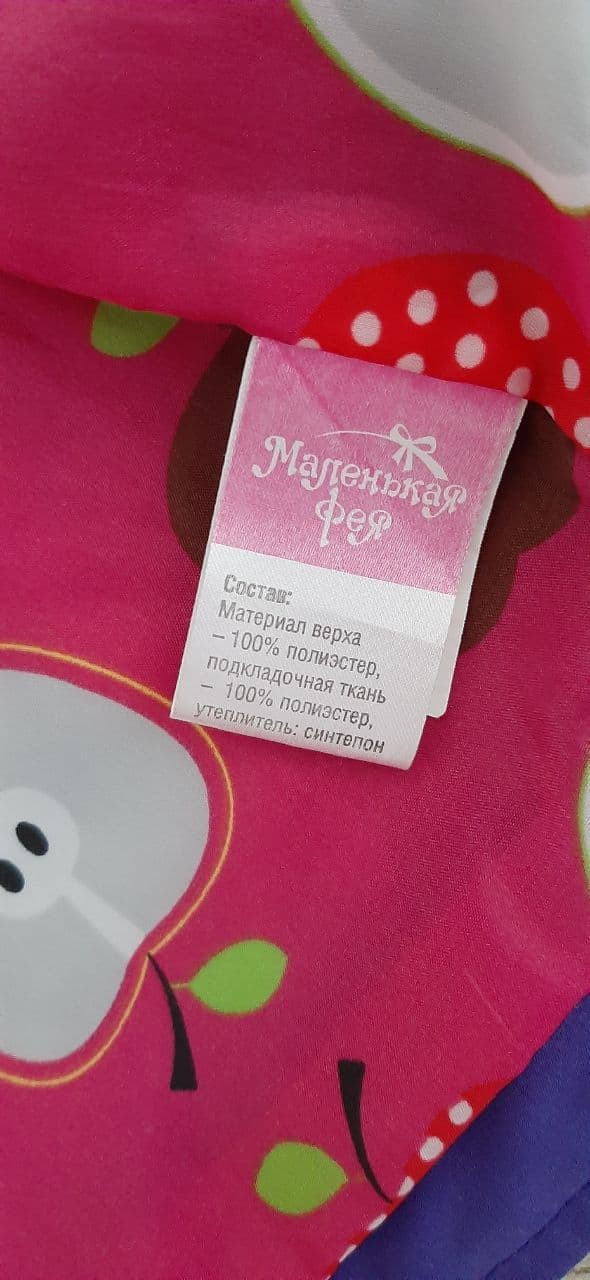 Маленькая
фея
Состав:
Материал верха
– 100% полиэстер,
подкладочная ткань
– 100% полиэстер,
утеплитель: синтепон